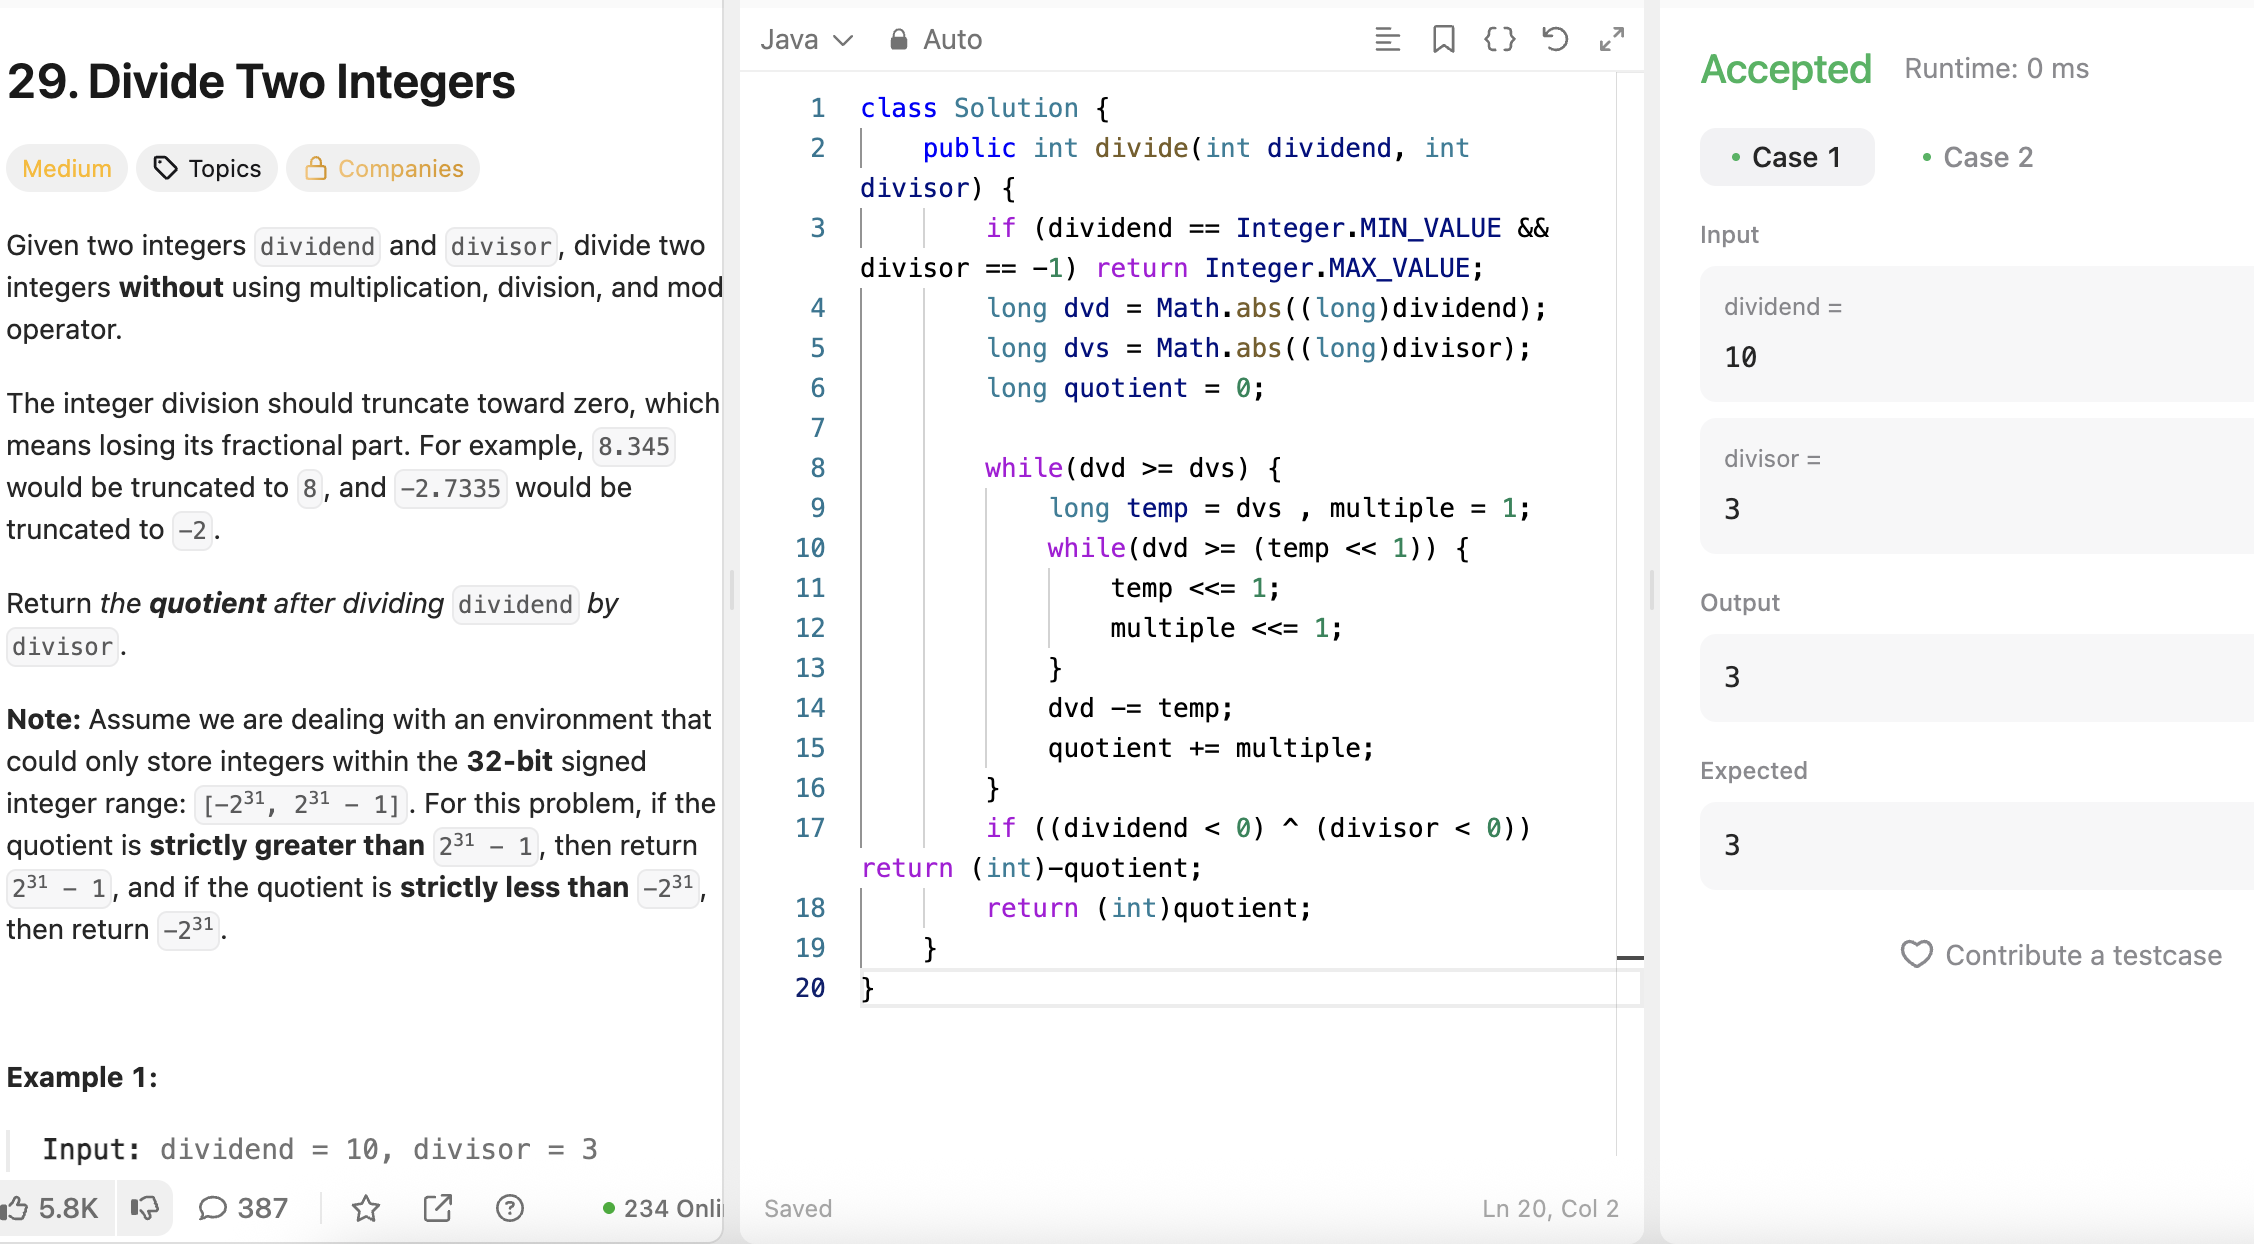 29. Divide Two Integers
Medium
Topics
Companies
Given two integers dividend and divisor, divide two
integers without using multiplication, division, and mod
operator.
The integer division should truncate toward zero, which
means losing its fractional part. For example, 8.345
would be truncated to 8, and -2.7335 would be
truncated to -2.
Return the quotient after dividing dividend by
divisor.
Note: Assume we are dealing with an environment that
could only store integers within the 32-bit signed
integer range: [−2³¹, 2³¹ − 1]. For this problem, if the
quotient is strictly greater than 2³¹ − 1, then return
2³¹ − 1, and if the quotient is strictly less than −2³¹,
then return −2³¹.
Example 1:
Input: dividend = 10, divisor = 3
5.8K
387
234 Onli
Java
Auto
1 class Solution {
2 public int divide(int dividend, int
divisor) {
3 if (dividend == Integer.MIN_VALUE &&
divisor == -1) return Integer.MAX_VALUE;
4 long dvd = Math.abs((long)dividend);
5 long dvs = Math.abs((long)divisor);
6 long quotient = 0;
7
8 while(dvd >= dvs) {
9 long temp = dvs , multiple = 1;
10 while(dvd >= (temp << 1)) {
11 temp <<= 1;
12 multiple <<= 1;
13 }
14 dvd -= temp;
15 quotient += multiple;
16 }
17 if ((dividend < 0) ^ (divisor < 0))
return (int)-quotient;
18 return (int)quotient;
19 }
20 }
Saved
Ln 20, Col 2
Accepted
Runtime: 0 ms
Case 1
Case 2
Input
dividend =
10
divisor =
3
Output
3
Expected
3
Contribute a testcase